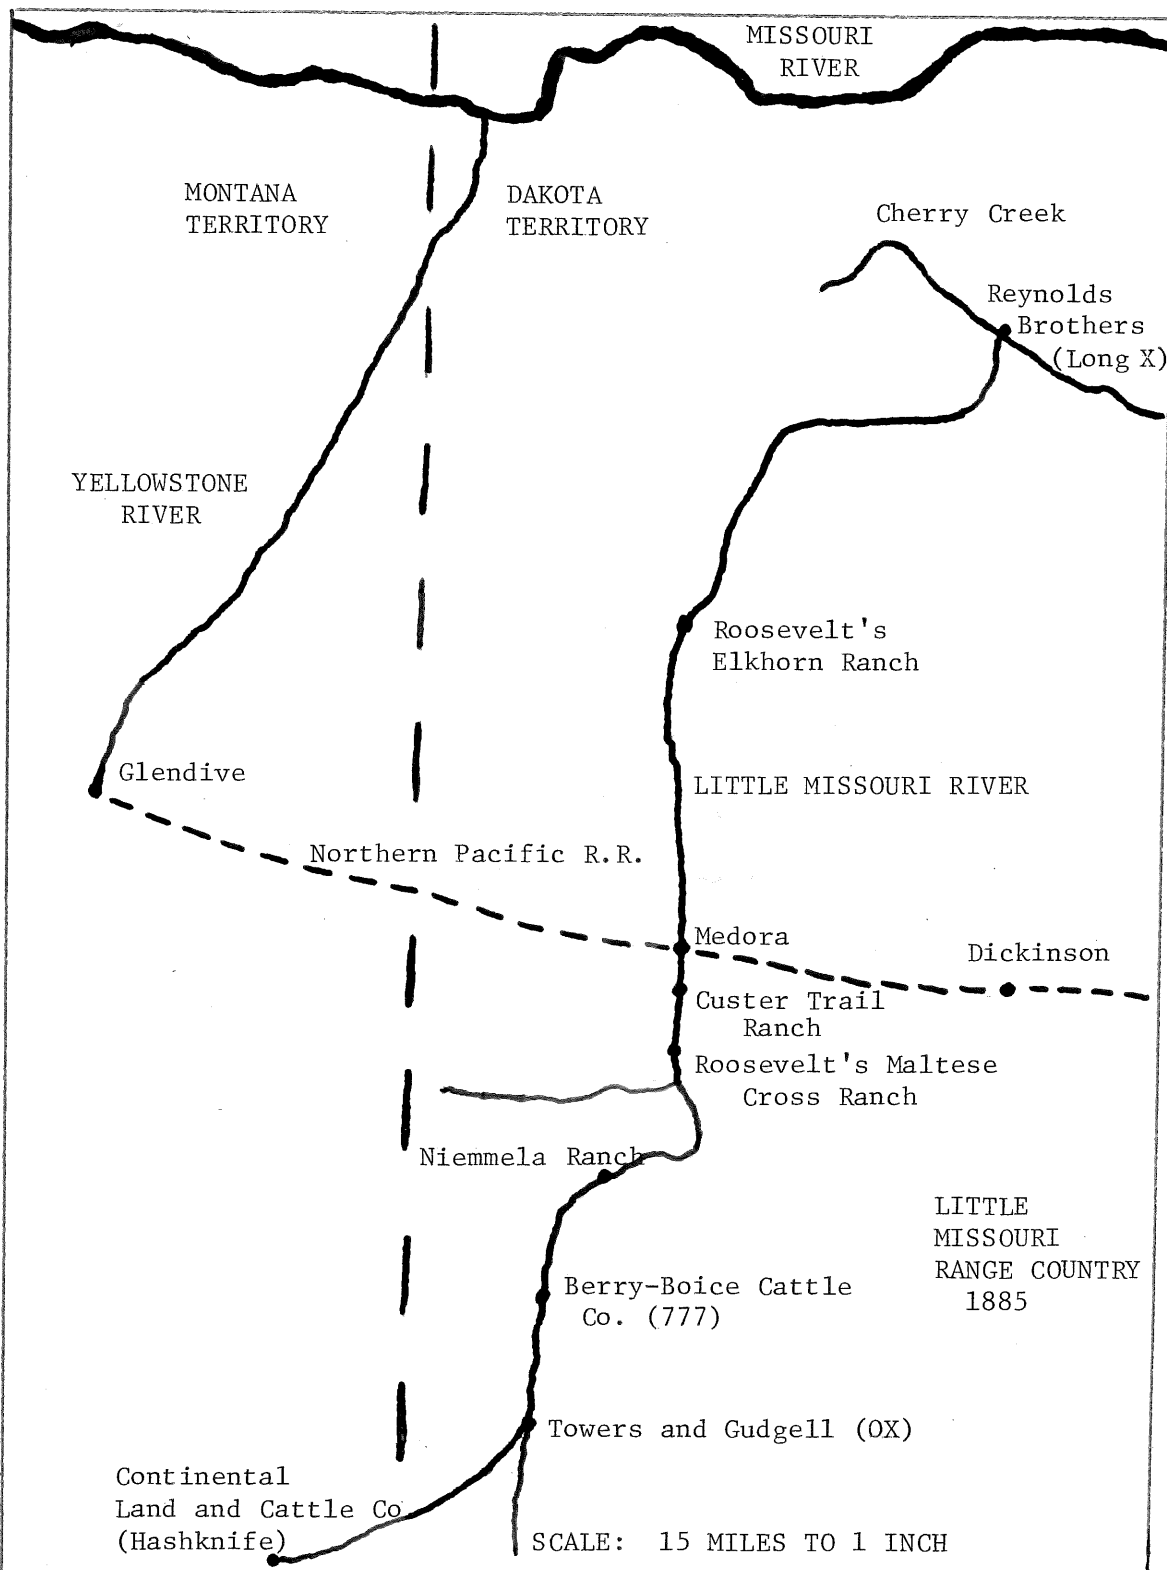 MISSOURI
RIVER
MONTANA
TERRITORY
DAKOTA
TERRITORY
Cherry Creek
Reynolds
Brothers
(Long X)
YELLOWSTONE
RIVER
Roosevelt's
Elkhorn Ranch
Glendive
LITTLE MISSOURI RIVER
Northern Pacific R.R.
Medora
Dickinson
Custer Trail
Ranch
Roosevelt's Maltese
Cross Ranch
Niemmela Ranch
LITTLE
MISSOURI
RANGE COUNTRY
1885
Berry-Boice Cattle
Co. (777)
Towers and Gudgell (OX)
Continental
Land and Cattle Co
(Hashknife)
SCALE: 15 MILES TO 1 INCH